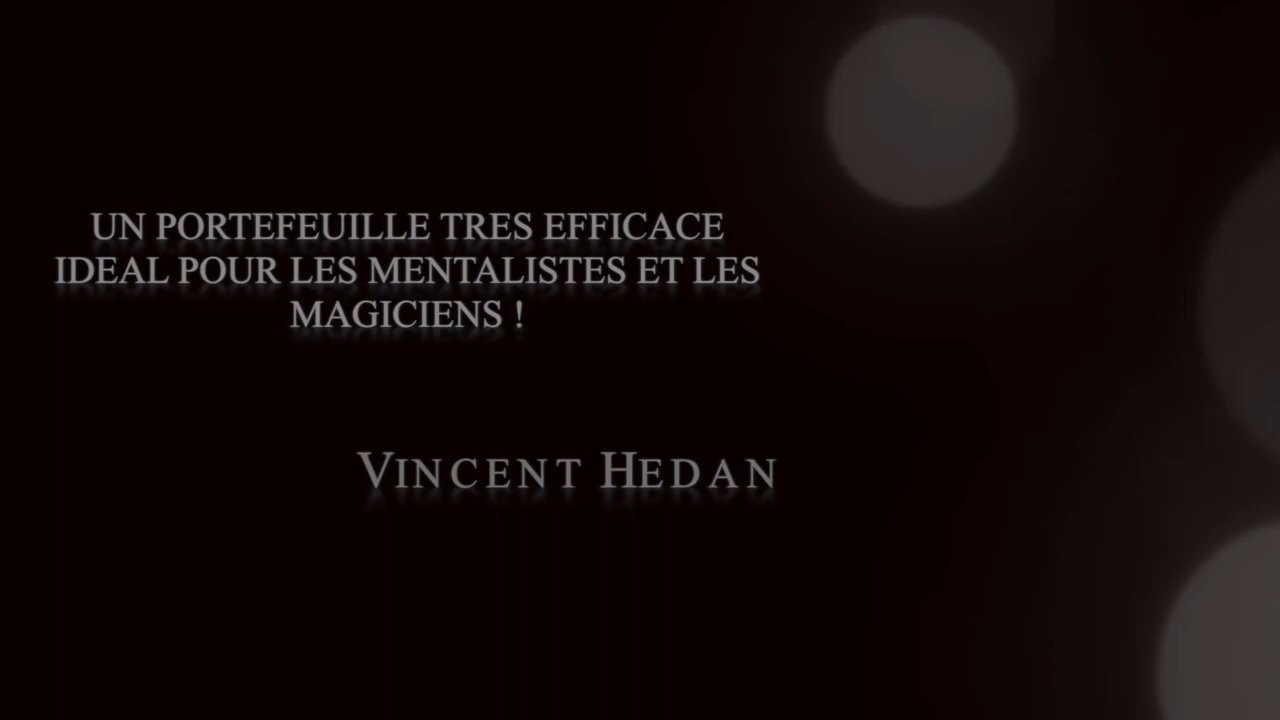 UN PORTEFEUILLE TRES EFFICACE
IDEAL POUR LES MENTALISTES ET LES
MAGICIENS !
VINCENT HEDAN